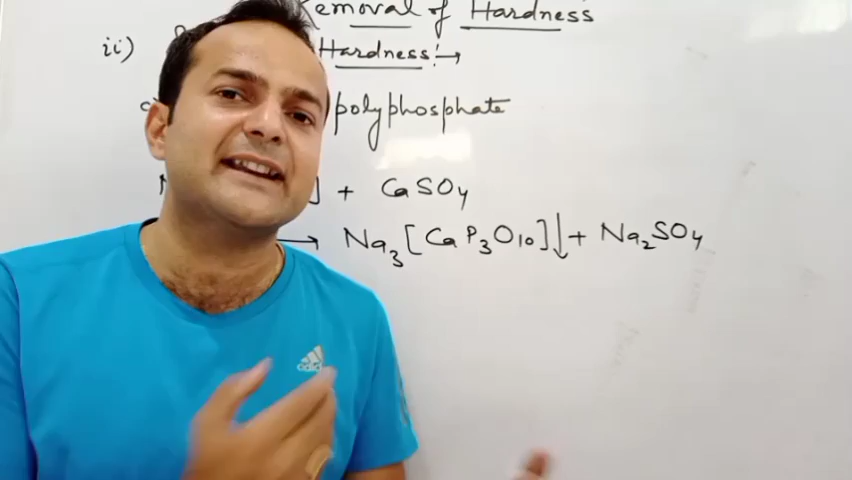 Removal of Hardness
ii) Hardness:→
polyphosphate
] + CaSO₄
→ Na₃[CaP₃O₁₀]↓ + Na₂SO₄
adidas